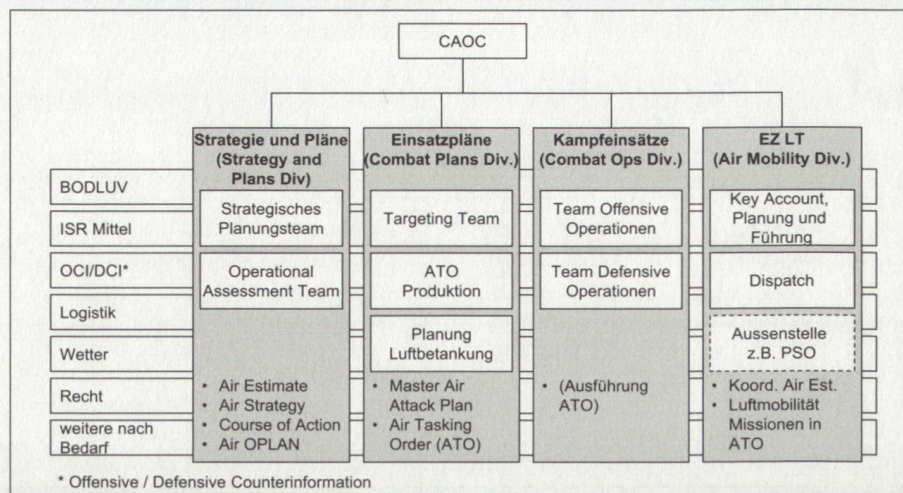 CAOC
Strategie und Pläne
(Strategy and
Plans Div)
Einsatzpläne
(Combat Plans Div.)
Kampfeinsätze
(Combat Ops Div.)
EZ LT
(Air Mobility Div.)
BODLUV
ISR Mittel
OCI/DCI*
Logistik
Wetter
Recht
weitere nach
Bedarf
Strategisches
Planungsteam
Operational
Assessment Team
• Air Estimate
• Air Strategy
• Course of Action
• Air OPLAN
Targeting Team
ATO
Produktion
Planung
Luftbetankung
• Master Air
Attack Plan
• Air Tasking
Order (ATO)
Team Offensive
Operationen
Team Defensive
Operationen
• (Ausführung
ATO)
Key Account,
Planung und
Führung
Dispatch
Aussenstelle
z.B. PSO
• Koord. Air Est.
• Luftmobilität
Missionen in
ATO
* Offensive / Defensive Counterinformation